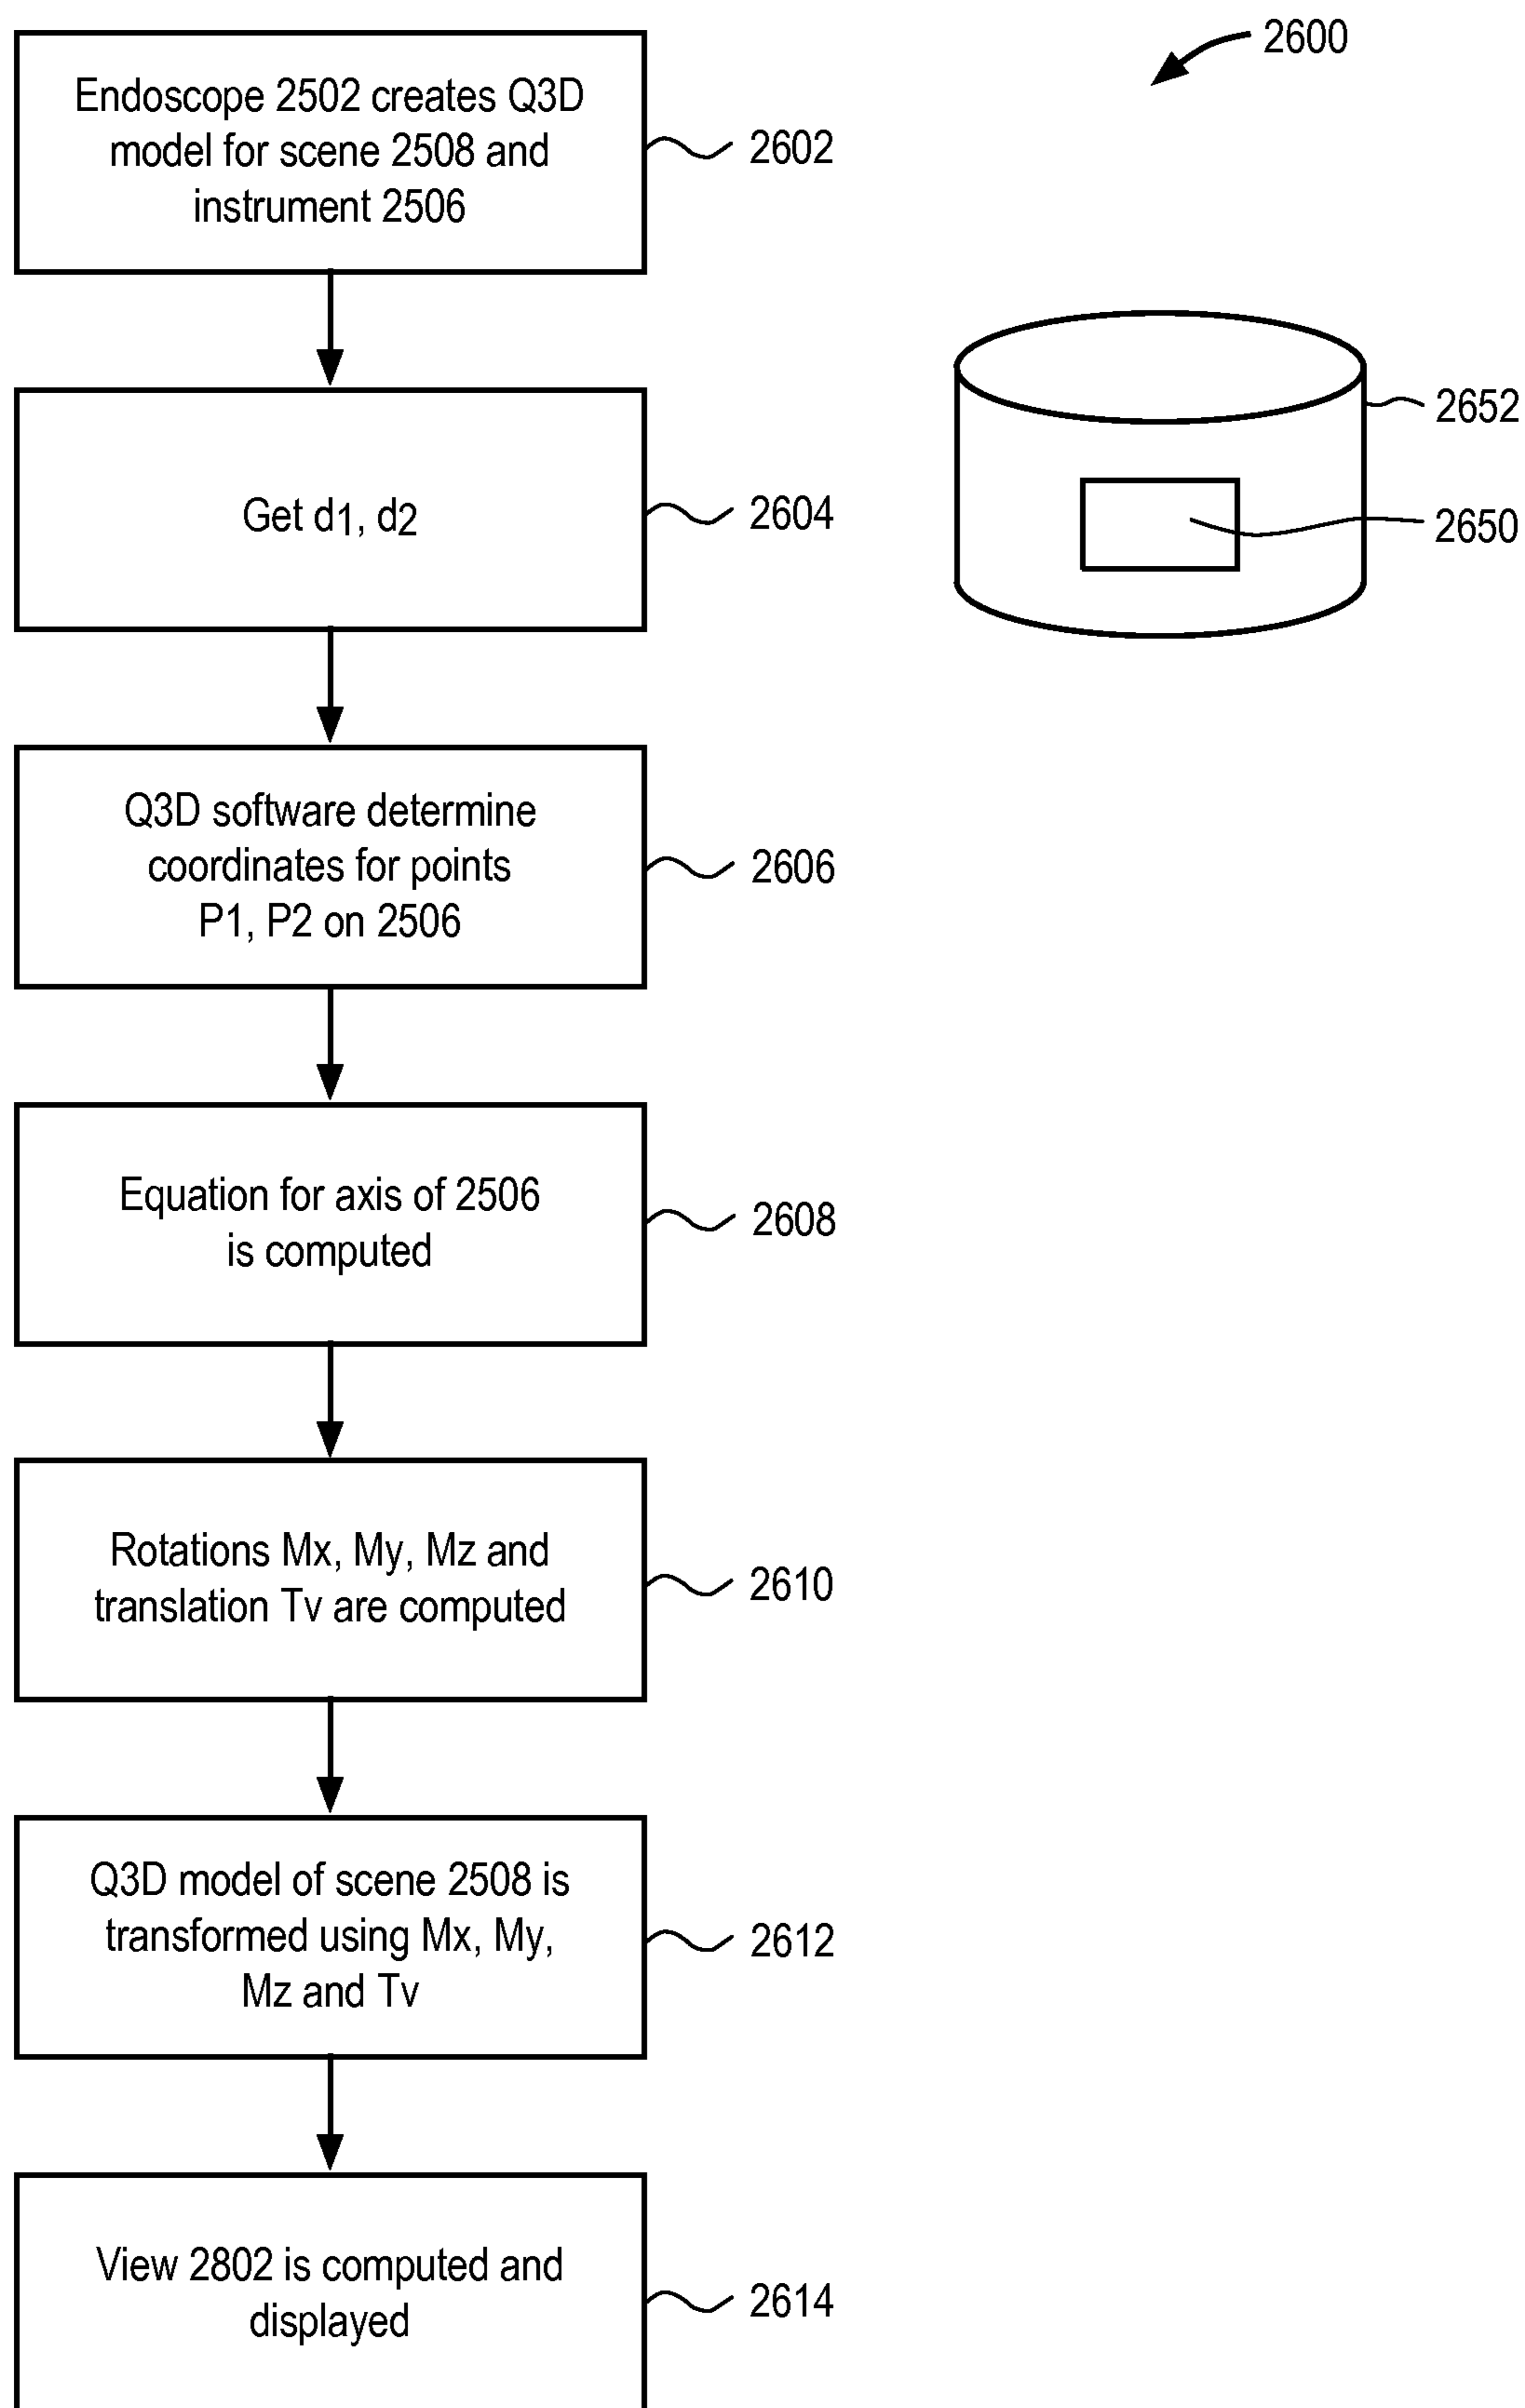 2600
Endoscope 2502 creates Q3D
model for scene 2508 and
instrument 2506
2602
2652
2650
Get d1, d2
2604
Q3D software determine
coordinates for points
P1, P2 on 2506
2606
Equation for axis of 2506
is computed
2608
Rotations Mx, My, Mz and
translation Tv are computed
2610
Q3D model of scene 2508 is
transformed using Mx, My,
Mz and Tv
2612
View 2802 is computed and
displayed
2614